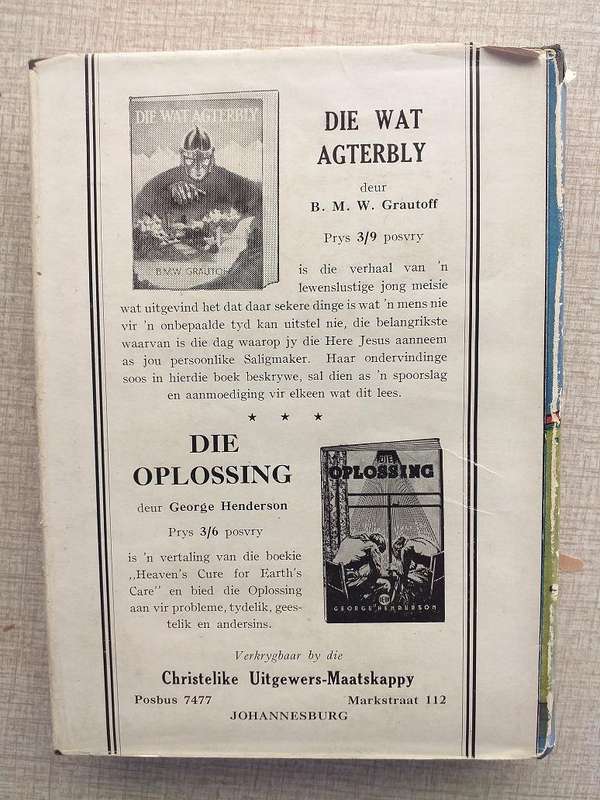 DIE WAT AGTERBLY
B.M.W. GRAUTOFF
DIE WAT
AGTERBLY
deur
B. M. W. Grautoff
Prys 3/9 posvry
is die verhaal van 'n
lewenslustige jong meisie
wat uitgevind het dat daar sekere dinge is wat 'n mens nie
vir 'n onbepaalde tyd kan uitstel nie, die belangrikste
waarvan is die dag waarop jy die Here Jesus aanneem
as jou persoonlike Saligmaker. Haar ondervindinge
soos in hierdie boek beskrywe, sal dien as 'n spoorslag
en aanmoediging vir elkeen wat dit lees.
★ ★ ★
DIE
OPLOSSING
deur George Henderson
Prys 3/6 posvry
is 'n vertaling van die boekie
„Heaven's Cure for Earth's
Care" en bied die Oplossing
aan vir probleme, tydelik, gees-
telik en andersins.
DIE
OPLOSSING
GEORGE HENDERSON
Verkrygbaar by die
Christelike Uitgewers-Maatskappy
Posbus 7477 Markstraat 112
JOHANNESBURG